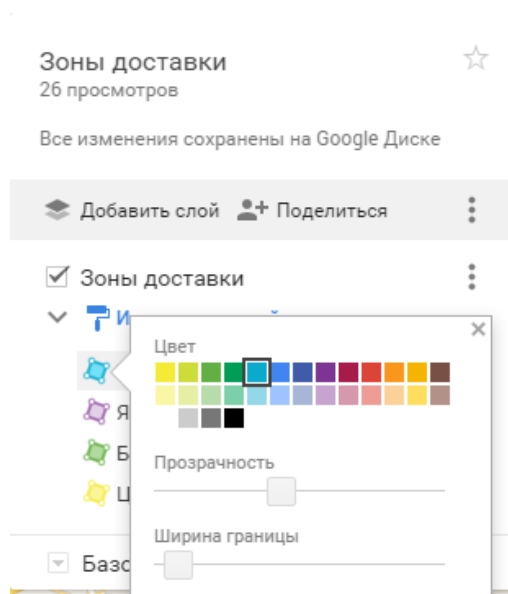 Зоны доставки
26 просмотров
Все изменения сохранены на Google Диске
Добавить слой Поделиться
Зоны доставки
Цвет
Я
Б
Прозрачность
Ц
Ширина границы